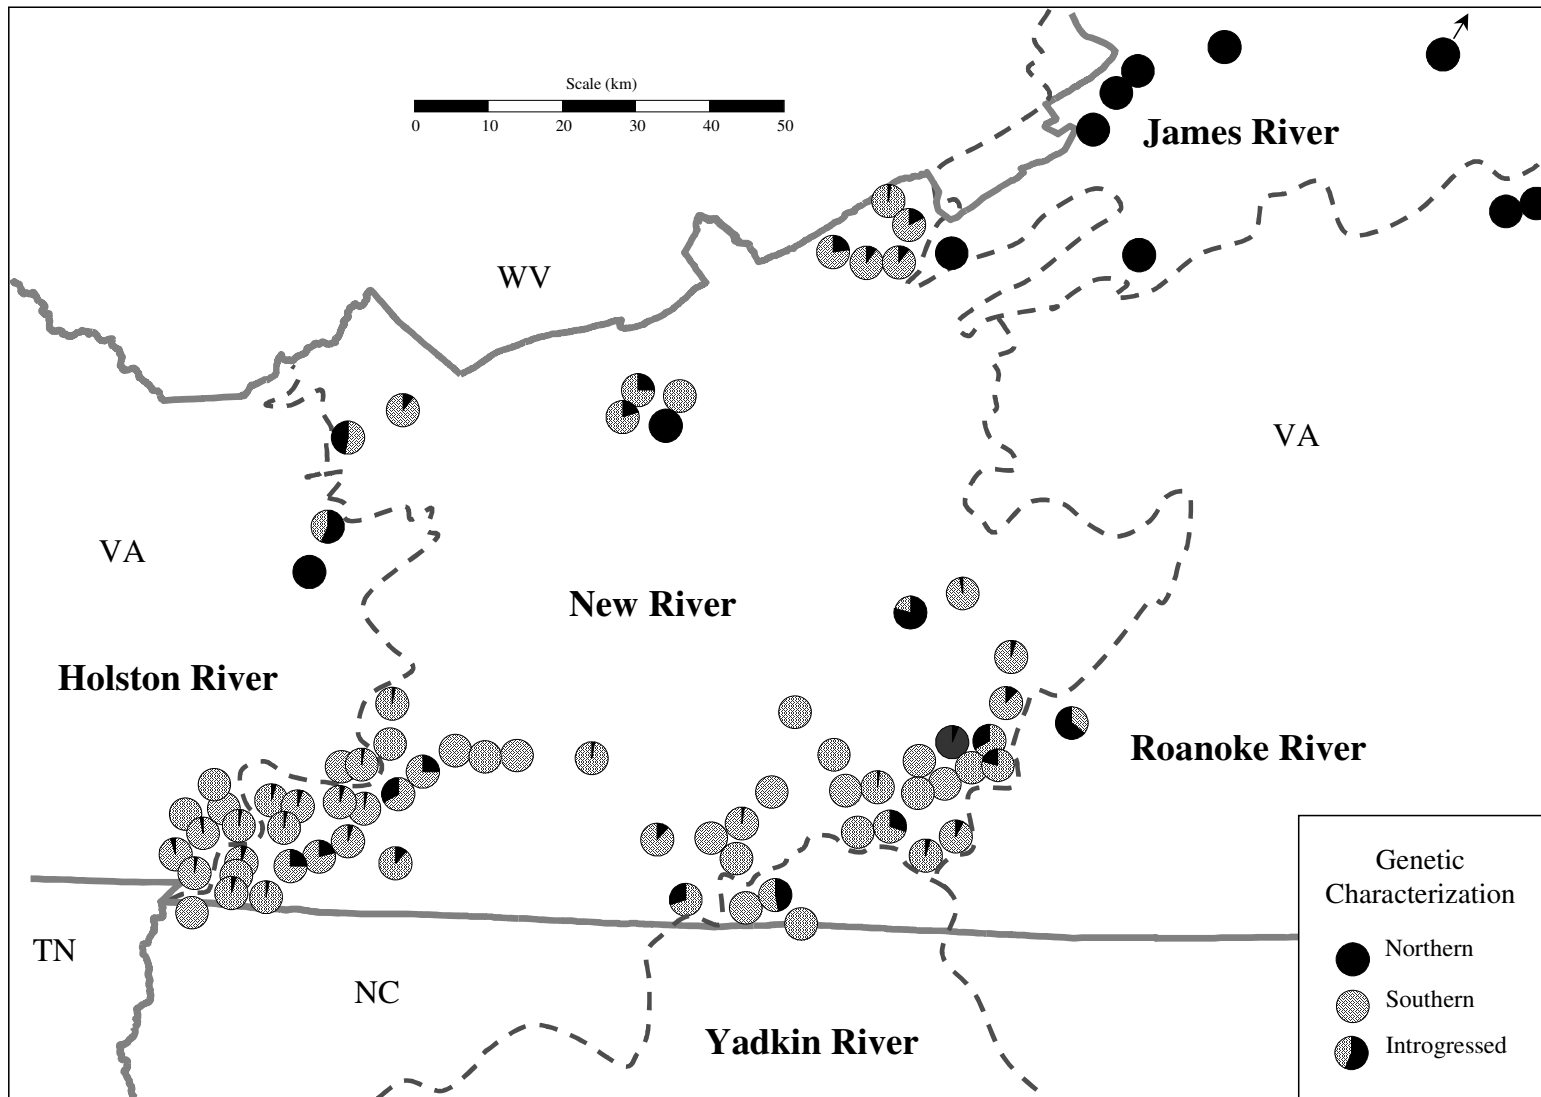 Scale (km)
0 10 20 30 40 50
James River
WV
VA
VA
New River
Holston River
Roanoke River
Genetic
Characterization
Northern
Southern
Introgressed
TN
NC
Yadkin River